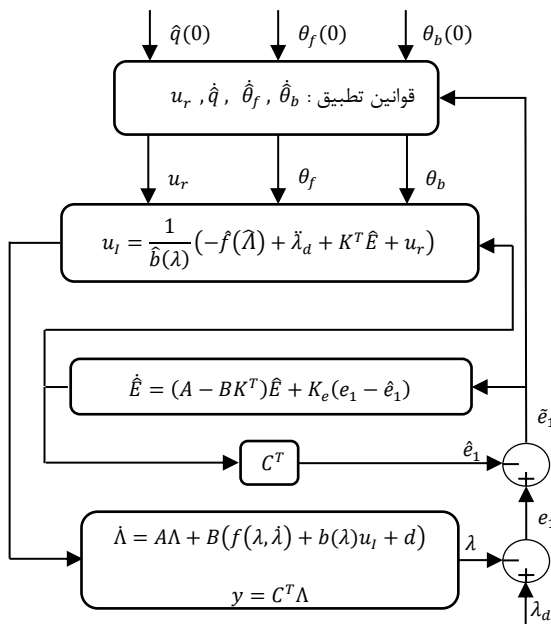 q̂(0) θ_f(0) θ_b(0)
قوانین تطبیق : u_r , q̂̇ , θ̂̇_f , θ̂̇_b
u_r θ_f θ_b
u_I = 1/b̂(λ) (−f̂(Λ̂) + λ̈_d + K^T Ê + u_r)
Ê̇ = (A − BK^T)Ê + K_e(e_1 − ê_1)
ẽ_1
C^T ê_1 −
+
e_1
Λ̇ = AΛ + B(f(λ, λ̇) + b(λ)u_I + d) λ −
+
y = C^T Λ
λ_d